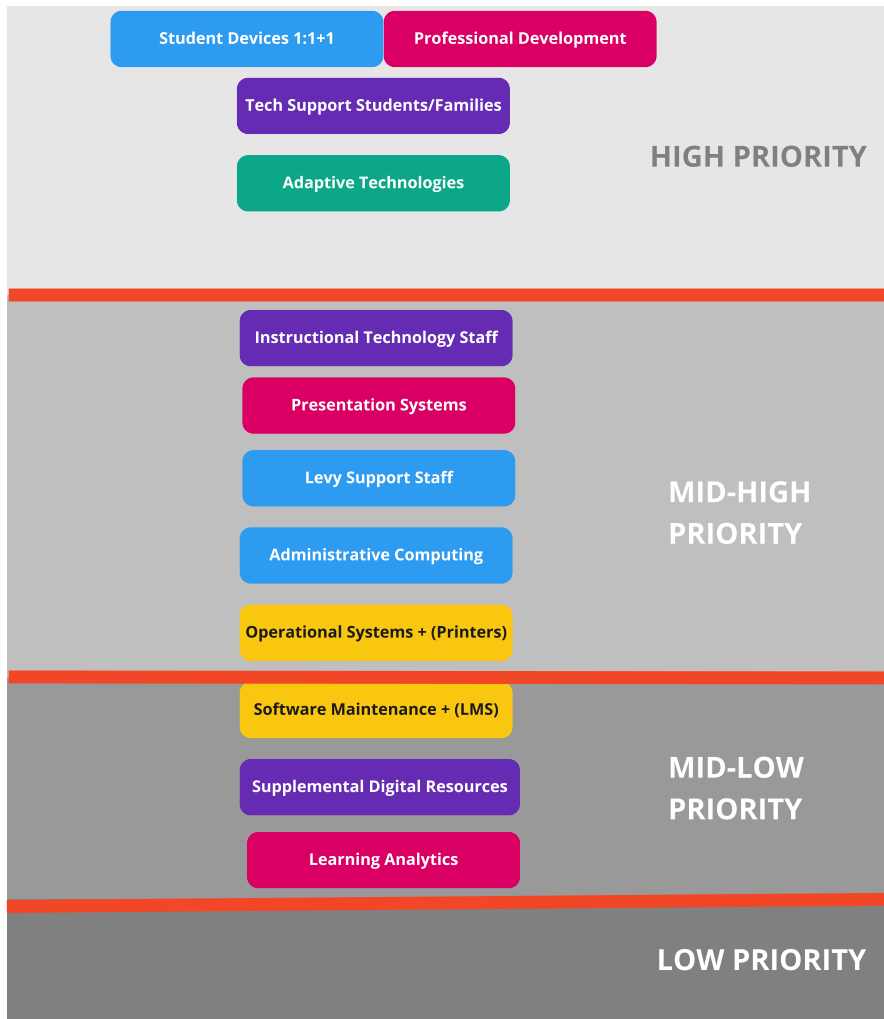 Student Devices 1:1+1
Professional Development
Tech Support Students/Families
HIGH PRIORITY
Adaptive Technologies
Instructional Technology Staff
Presentation Systems
Levy Support Staff
MID-HIGH
PRIORITY
Administrative Computing
Operational Systems + (Printers)
Software Maintenance + (LMS)
MID-LOW
PRIORITY
Supplemental Digital Resources
Learning Analytics
LOW PRIORITY